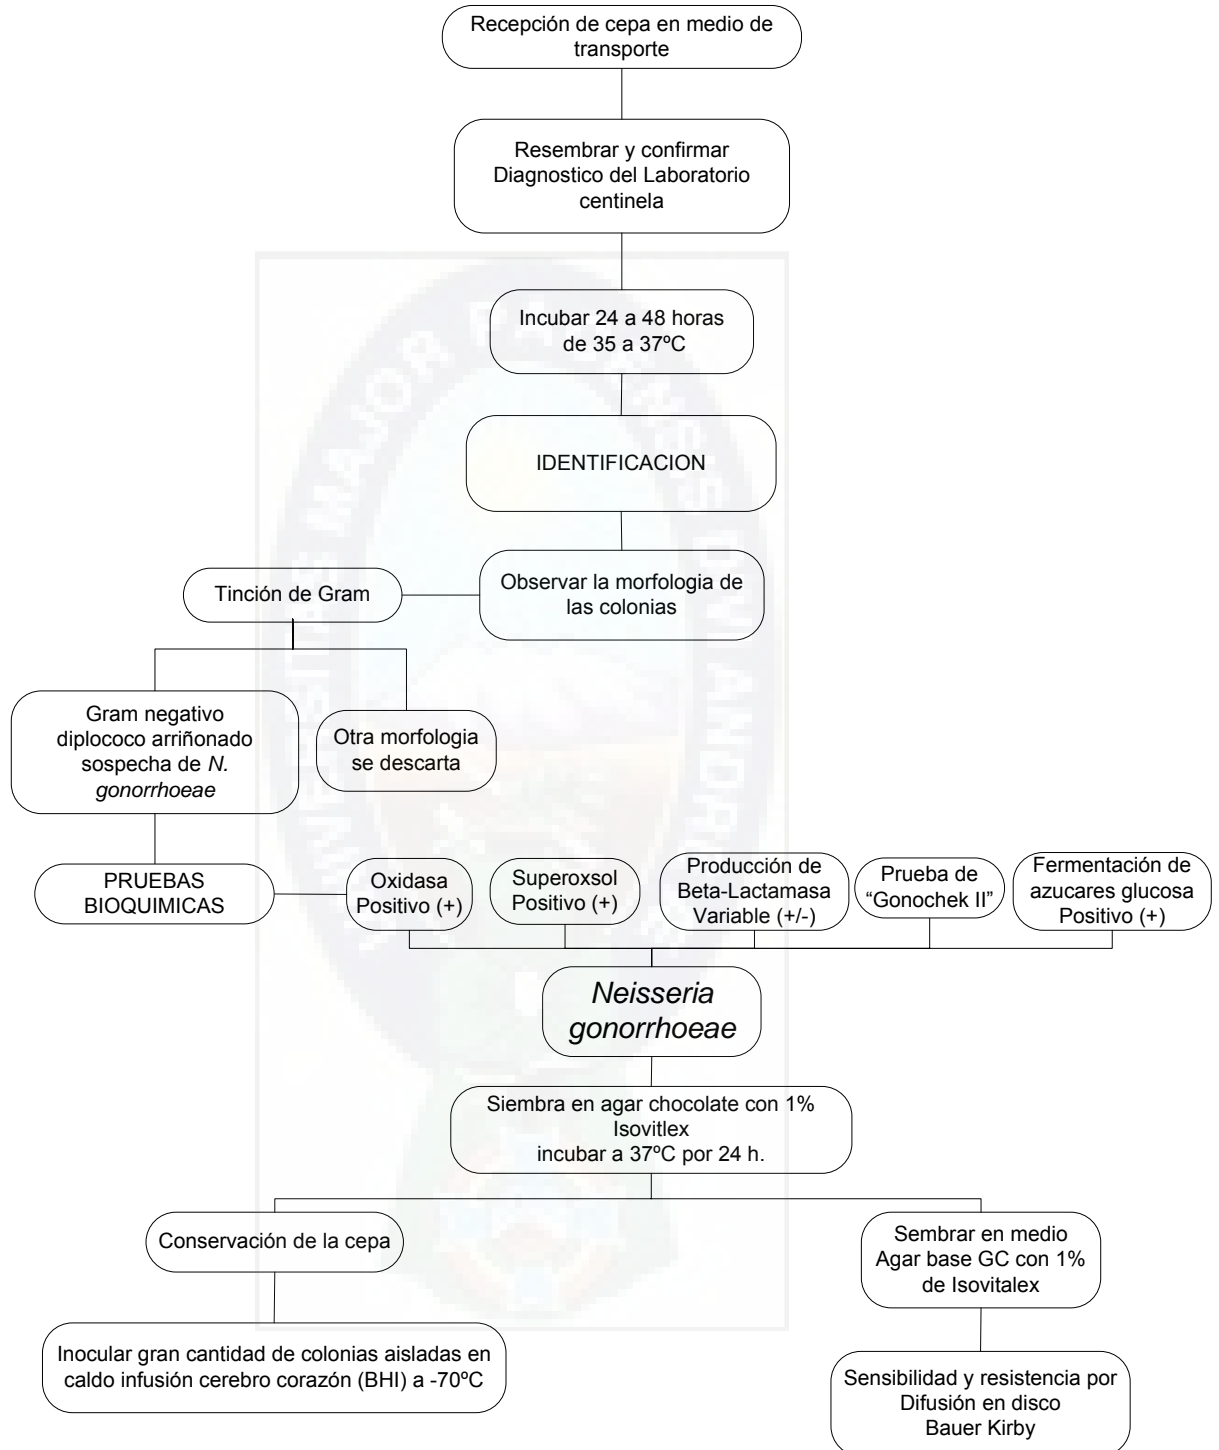 Recepción de cepa en medio de
transporte
Resembrar y confirmar
Diagnostico del Laboratorio
centinela
Incubar 24 a 48 horas
de 35 a 37ºC
IDENTIFICACION
Observar la morfologia de
las colonias
Tinción de Gram
Gram negativo
diplococo arriñonado
sospecha de N.
gonorrhoeae
Otra morfologia
se descarta
PRUEBAS
BIOQUIMICAS
Oxidasa
Positivo (+)
Superoxsol
Positivo (+)
Producción de
Beta-Lactamasa
Variable (+/-)
Prueba de
“Gonochek II”
Fermentación de
azucares glucosa
Positivo (+)
Neisseria
gonorrhoeae
Siembra en agar chocolate con 1%
Isovitlex
incubar a 37ºC por 24 h.
Conservación de la cepa
Sembrar en medio
Agar base GC con 1%
de Isovitalex
Inocular gran cantidad de colonias aisladas en
caldo infusión cerebro corazón (BHI) a -70ºC
Sensibilidad y resistencia por
Difusión en disco
Bauer Kirby